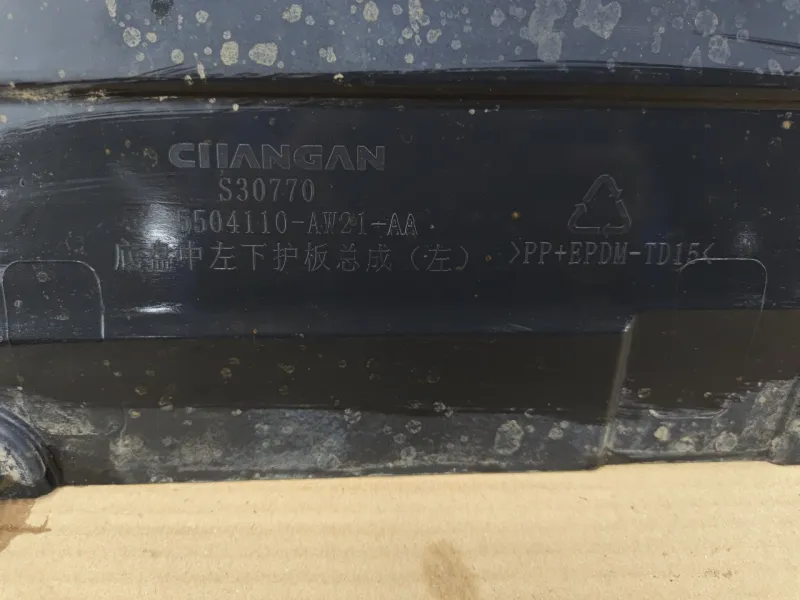 CHANGAN
S30770
5504110-AW21-AA
底盘中左下护板总成（左）
>PP+EPDM-TD15<